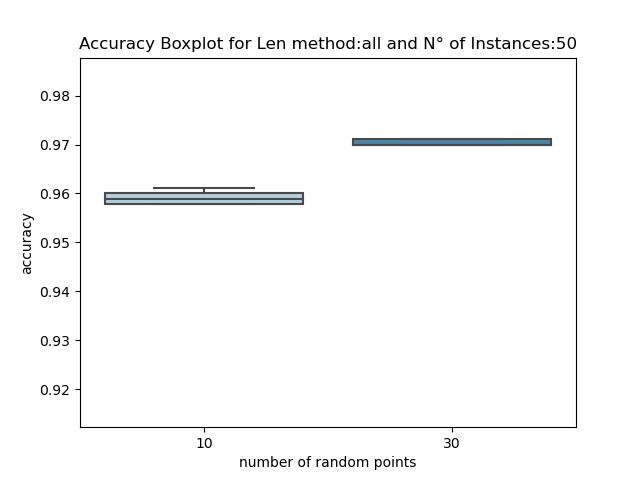 Accuracy Boxplot for Len method:all and N° of Instances:50
0.98
0.97
0.96
0.95
0.94
0.93
0.92
accuracy
10 30
number of random points